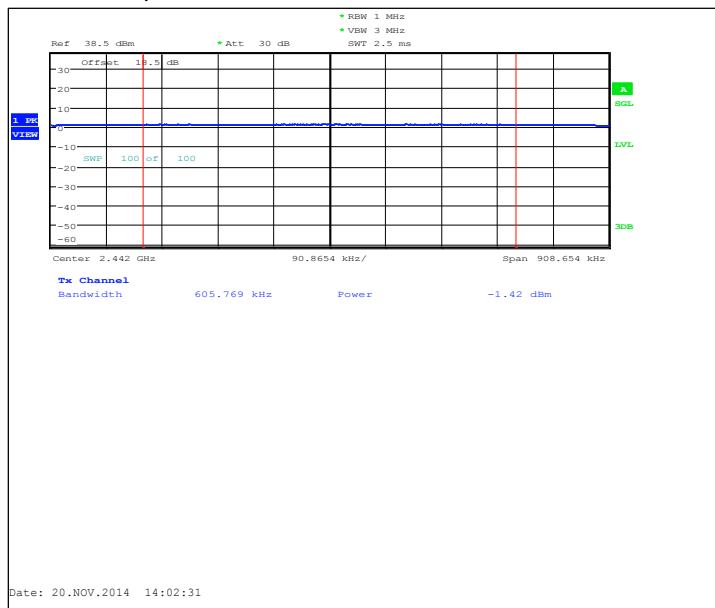 * RBW 1 MHz
* VBW 3 MHz
Ref 38.5 dBm * Att 30 dB SWT 2.5 ms
Offset 18.5 dB
30
20
A
SGL
10
1 PK
VIEW
0
-10
LVL
SWP 100 of 100
-20
-30
-40
-50
3DB
-60
Center 2.442 GHz 90.8654 kHz/ Span 908.654 kHz
Tx Channel
Bandwidth 605.769 kHz Power -1.42 dBm
Date: 20.NOV.2014 14:02:31